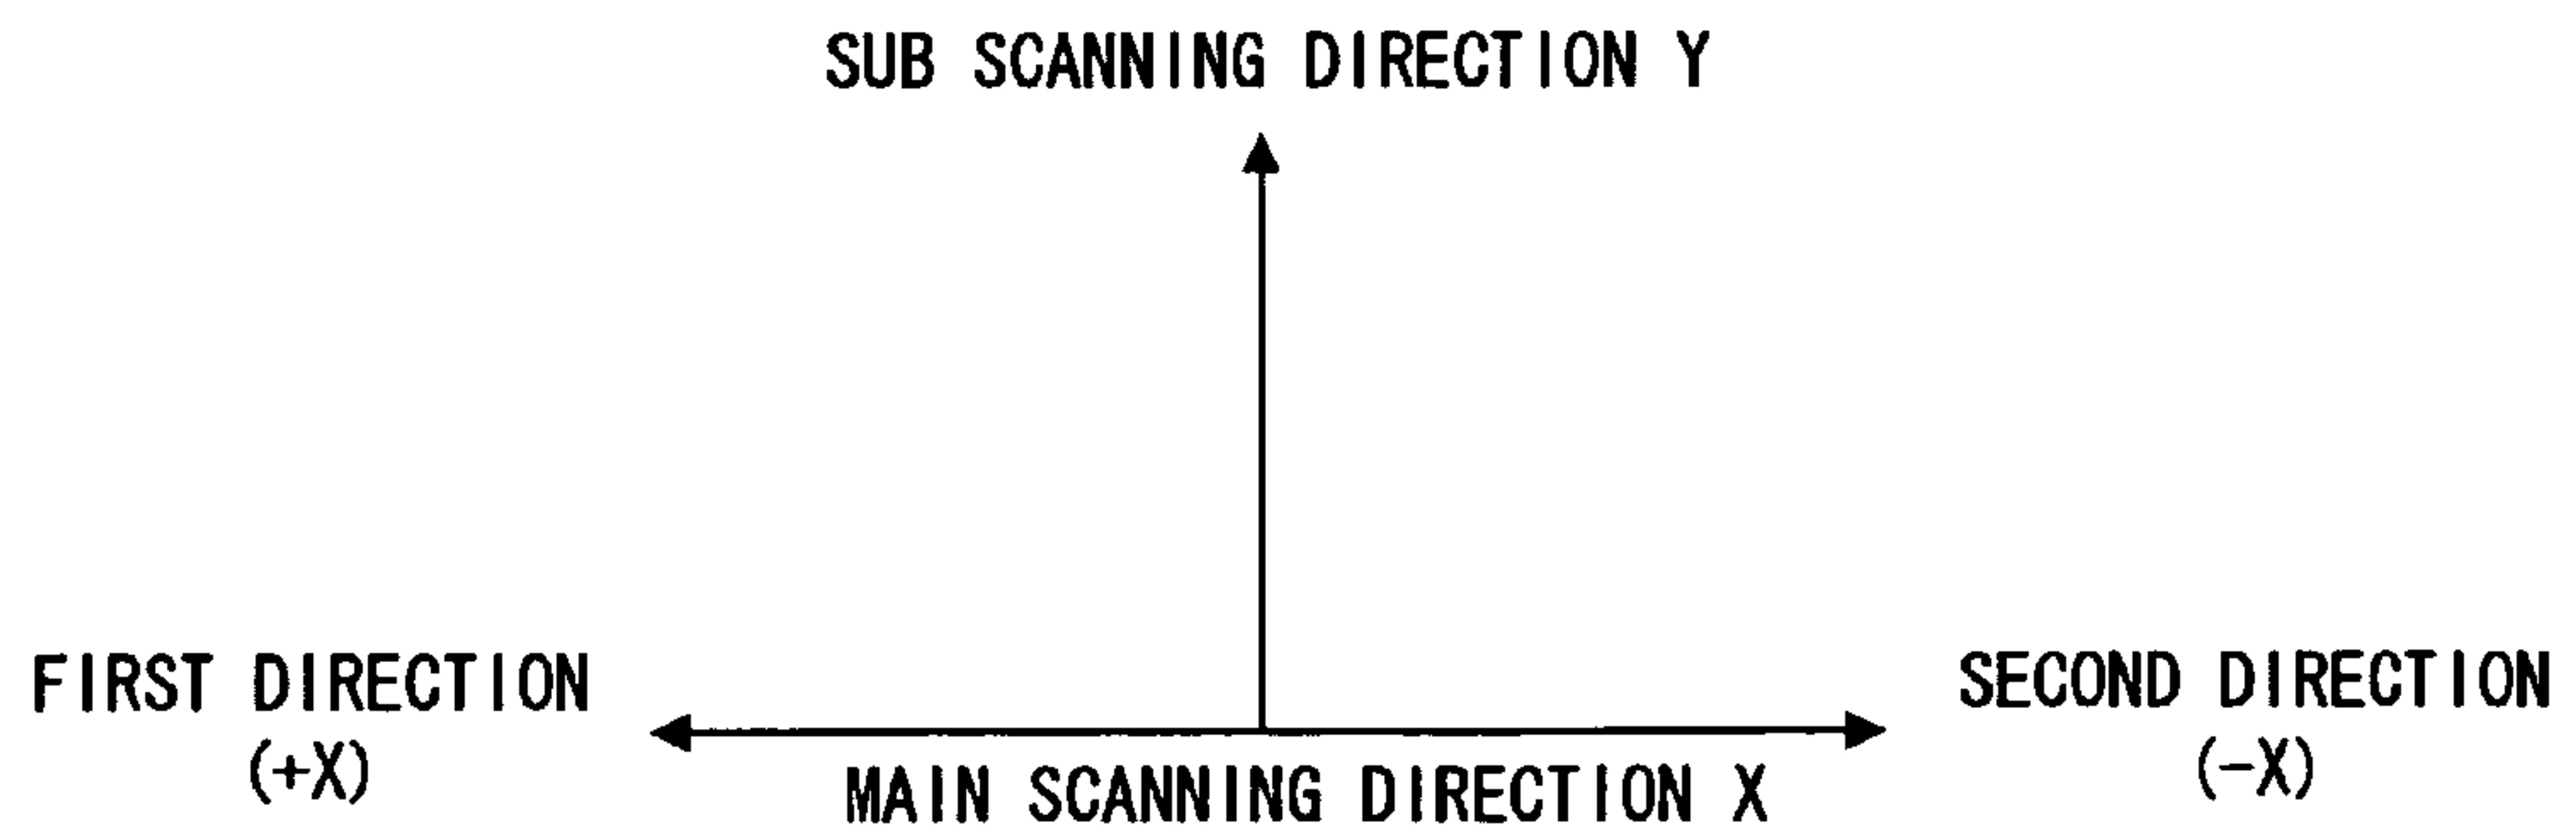 SUB SCANNING DIRECTION Y
FIRST DIRECTION
(+X)
MAIN SCANNING DIRECTION X
SECOND DIRECTION
(-X)